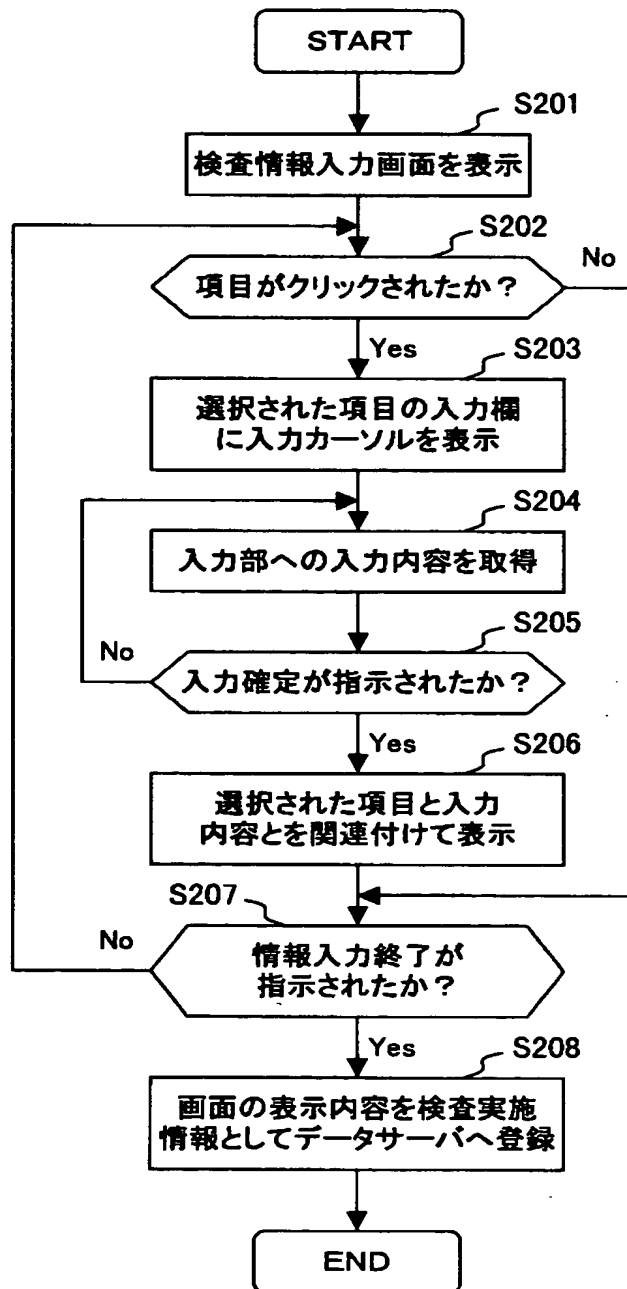 START
S201
検査情報入力画面を表示
S202
項目がクリックされたか？
No
Yes
S203
選択された項目の入力欄
に入力カーソルを表示
S204
入力部への入力内容を取得
S205
No
入力確定が指示されたか？
Yes
S206
選択された項目と入力
内容とを関連付けて表示
S207
No
情報入力終了が
指示されたか？
Yes
S208
画面の表示内容を検査実施
情報としてデータサーバへ登録
END